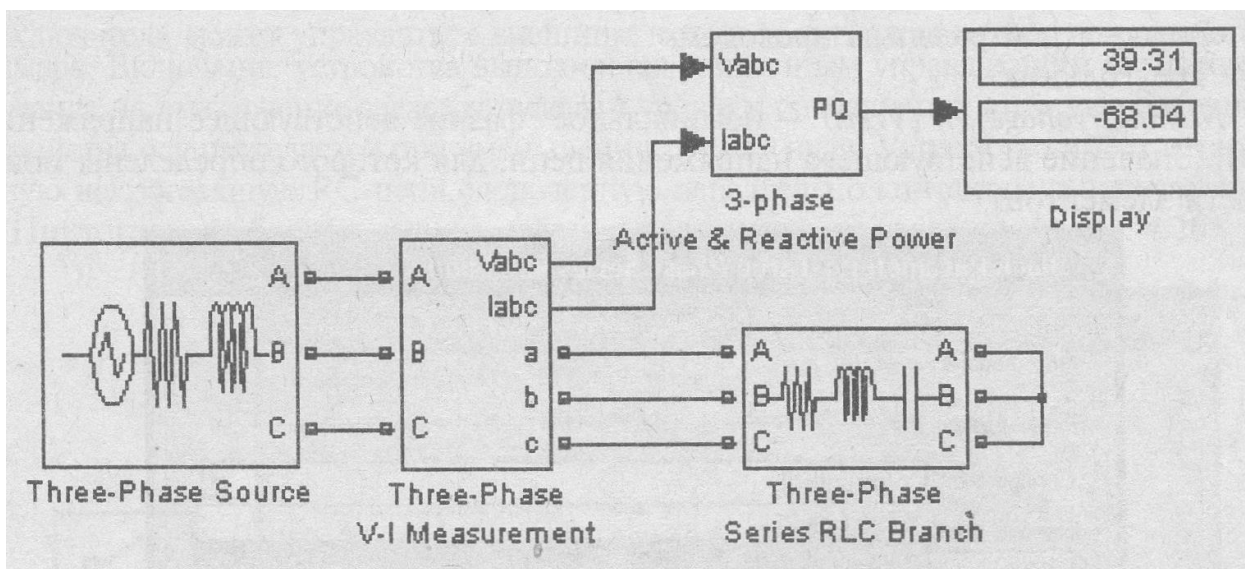 Vabc
Iabc
PQ
39.31
-68.04
3-phase
Active & Reactive Power
Display
A
B
C
Three-Phase Source
A
B
C
Vabc
Iabc
a
b
c
Three-Phase
V-I Measurement
A
B
C
A
B
C
Three-Phase
Series RLC Branch